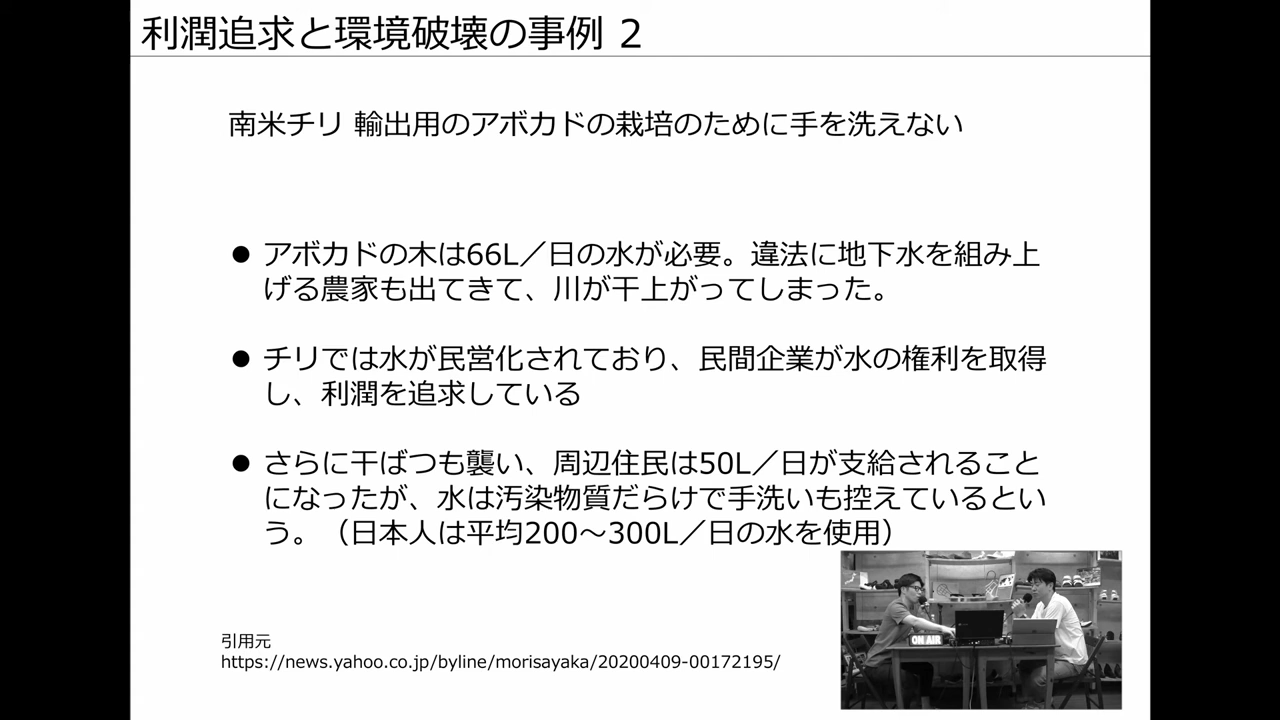 利潤追求と環境破壊の事例 2
南米チリ 輸出用のアボカドの栽培のために手を洗えない
● アボカドの木は66L／日の水が必要。違法に地下水を組み上
げる農家も出てきて、川が干上がってしまった。
● チリでは水が民営化されており、民間企業が水の権利を取得
し、利潤を追求している
● さらに干ばつも襲い、周辺住民は50L／日が支給されること
になったが、水は汚染物質だらけで手洗いも控えているとい
う。（日本人は平均200～300L／日の水を使用）
ON AIR
引用元
https://news.yahoo.co.jp/byline/morisayaka/20200409-00172195/